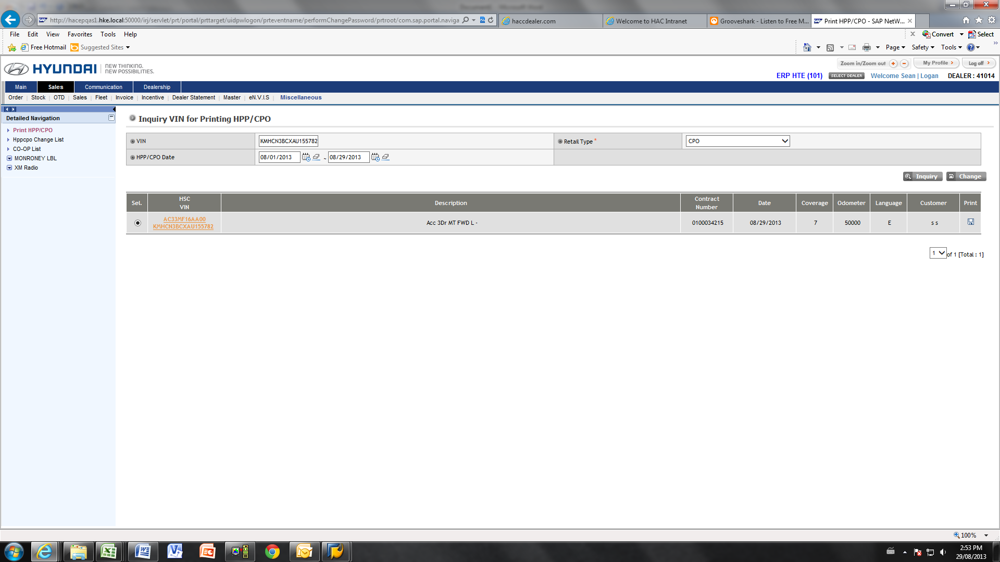 http://hacepqas1.hke.local:50000/irj/servlet/prt/portal/prttarget/uidpwlogon/prteventname/performChangePassword/prtroot/com.sap.portal.naviga
haccdealer.com
Welcome to HAC Intranet
Grooveshark - Listen to Free M...
Print HPP/CPO - SAP NetW...
File Edit View Favorites Tools Help
Convert Select
Free Hotmail Suggested Sites
Page Safety Tools
HYUNDAI NEW THINKING.
NEW POSSIBILITIES.
Zoom in/Zoom out My Profile Log off
ERP HTE (101) SELECT DEALER Welcome Sean | Logan DEALER : 41014
Main Sales Communication Dealership
Order Stock OTD Sales Fleet Invoice Incentive Dealer Statement Master eN.V.I.S Miscellaneous
Detailed Navigation
Print HPP/CPO
Hppcpo Change List
CO-OP List
MONRONEY LBL
XM Radio
Inquiry VIN for Printing HPP/CPO
VIN KMHCN3BCXAU155782 Retail Type * CPO
HPP/CPO Date 08/01/2013 ~ 08/29/2013
Inquiry Change
Sel. HSC VIN Description Contract Number Date Coverage Odometer Language Customer Print
AC33MF16AA00
KMHCN3BCXAU155782 Acc 3Dr MT FWD L - 0100034215 08/29/2013 7 50000 E s s
1 of 1 [Total : 1]
100%
2:53 PM
29/08/2013